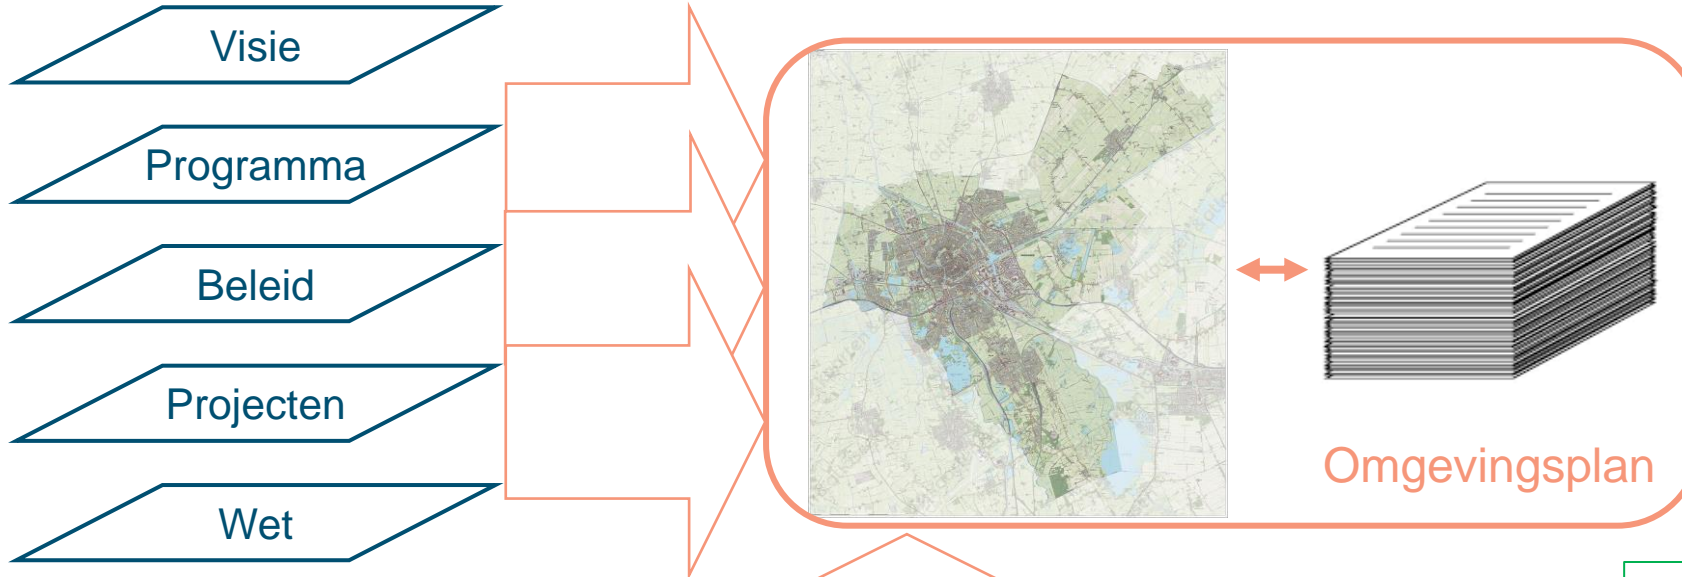 Visie
Programma
Beleid
Projecten
Wet
Omgevingsplan